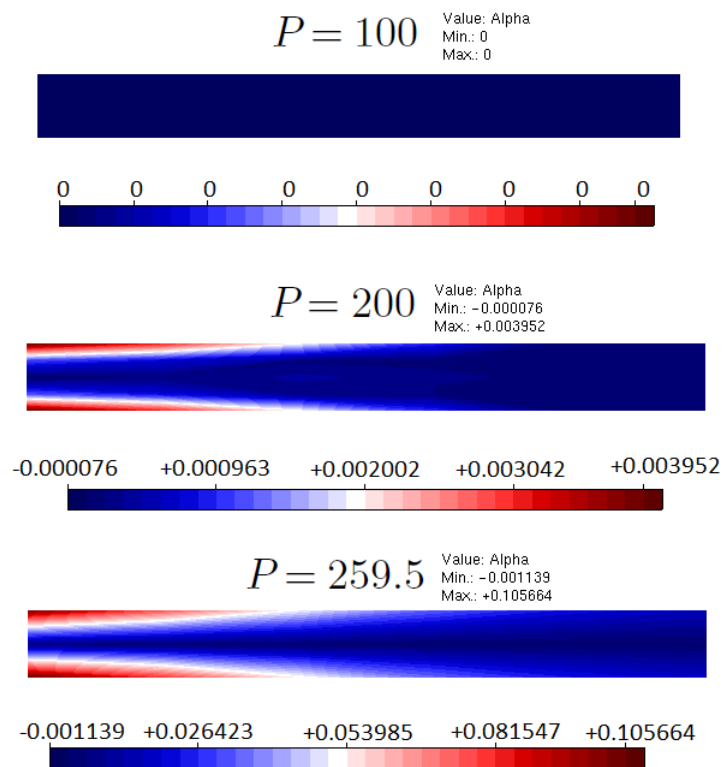 P = 100
Value: Alpha
Min.: 0
Max.: 0
0 0 0 0 0 0 0 0 0
P = 200
Value: Alpha
Min.: -0.000076
Max.: +0.003952
-0.000076 +0.000963 +0.002002 +0.003042 +0.003952
P = 259.5
Value: Alpha
Min.: -0.001139
Max.: +0.105664
-0.001139 +0.026423 +0.053985 +0.081547 +0.105664